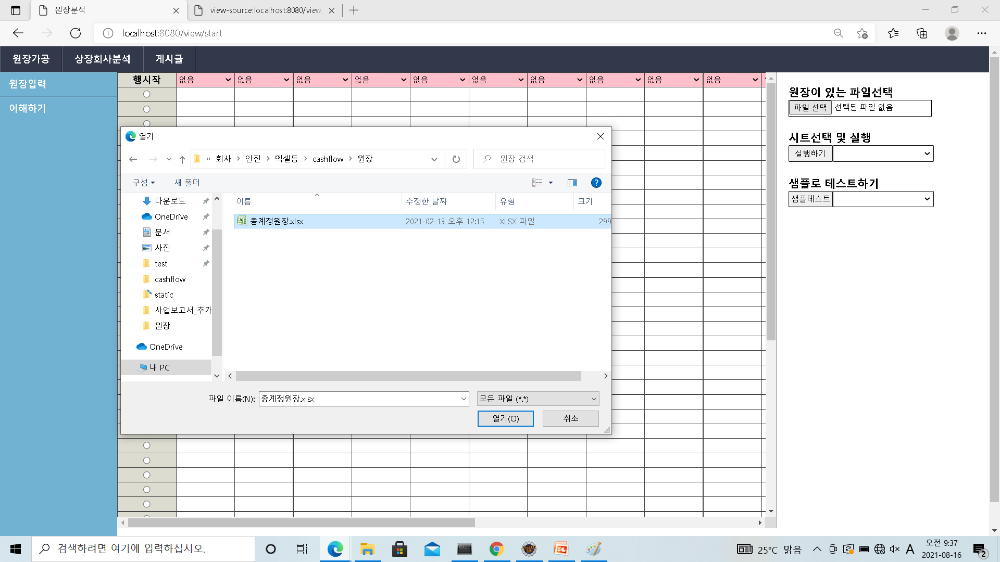 원장분석
view-source:localhost:8080/view
localhost:8080/view/start
원장가공 상장회사분석 게시글
원장입력
이해하기
행시작 없음 없음 없음 없음 없음 없음 없음 없음 없음 없음
원장이 있는 파일선택
파일 선택 선택된 파일 없음
시트선택 및 실행
실행하기
샘플로 테스트하기
샘플테스트
열기
« 회사 › 안진 › 엑셀등 › cashflow › 원장
원장 검색
구성 새 폴더
다운로드
OneDrive
문서
사진
test
cashflow
static
사업보고서_추가
원장
OneDrive
내 PC
이름 수정한 날짜 유형 크기
총계정원장.xlsx 2021-02-13 오후 12:15 XLSX 파일 299
파일 이름(N): 총계정원장.xlsx 모든 파일 (*.*)
열기(O) 취소
검색하려면 여기에 입력하십시오.
25°C 맑음
A
오전 9:37
2021-08-16
2